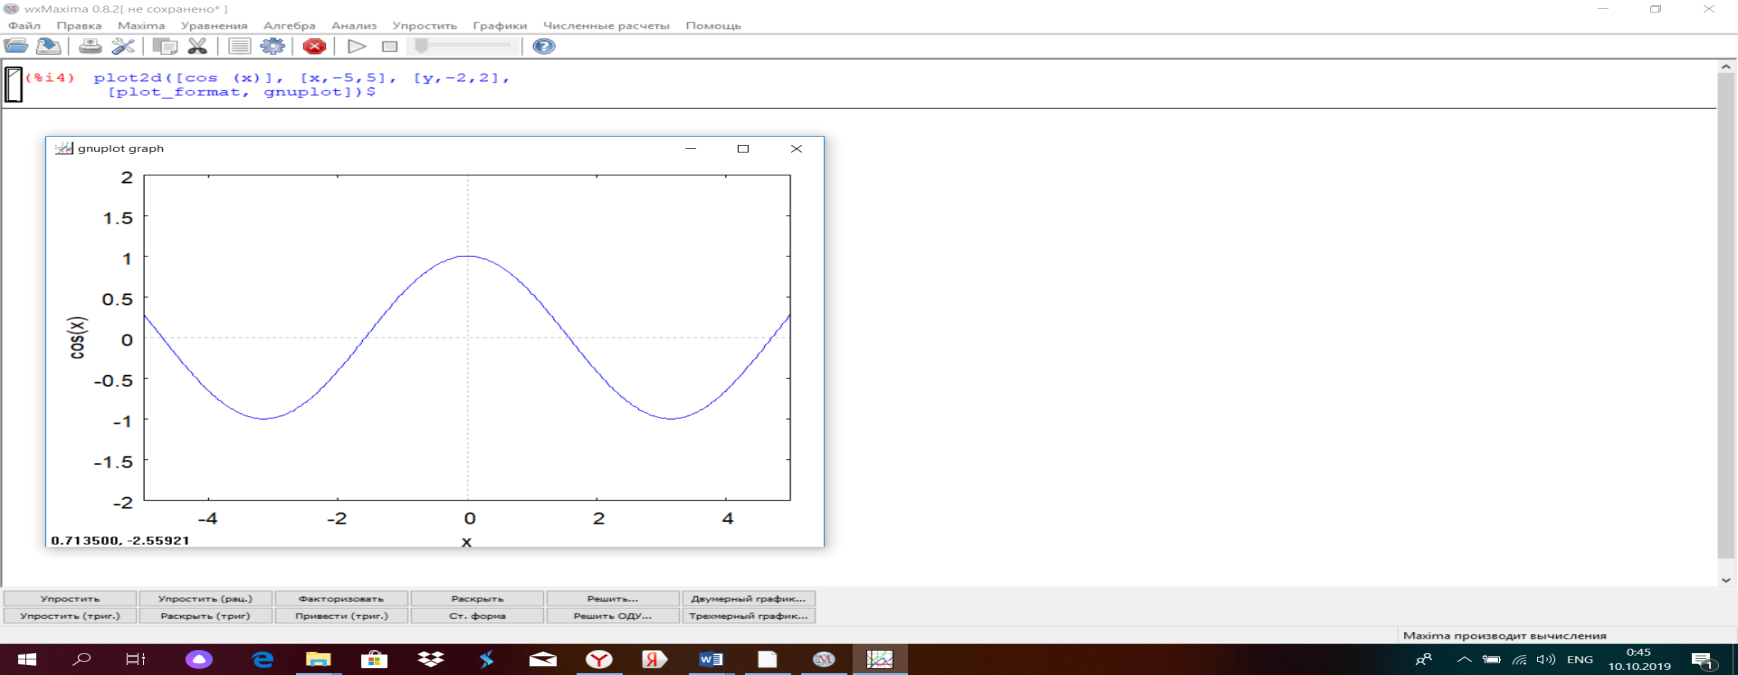 wxMaxima 0.8.2[ не сохранено* ]
Файл Правка Maxima Уравнения Алгебра Анализ Упростить Графики Численные расчеты Помощь
(%i4) plot2d([cos (x)], [x,-5,5], [y,-2,2],
[plot_format, gnuplot])$
gnuplot graph
2
1.5
1
0.5
0
-0.5
-1
-1.5
-2
cos(x)
-4 -2 0 2 4
x
0.713500, -2.55921
Упростить Упростить (рац.) Факторизовать Раскрыть Решить... Двумерный график...
Упростить (триг.) Раскрыть (триг) Привести (триг.) Ст. форма Решить ОДУ... Трехмерный график...
Maxima производит вычисления
ENG
0:45
10.10.2019
1